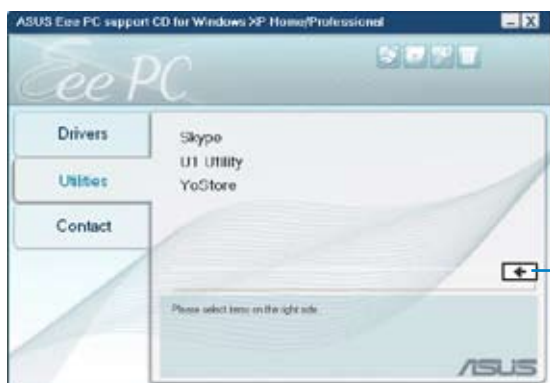 ASUS Eee PC support CD for Windows XP Home/Professional
Eee PC
Drivers
Utilities
Contact
Skype
U1 Utility
YoStore
Please select items on the right side
ASUS